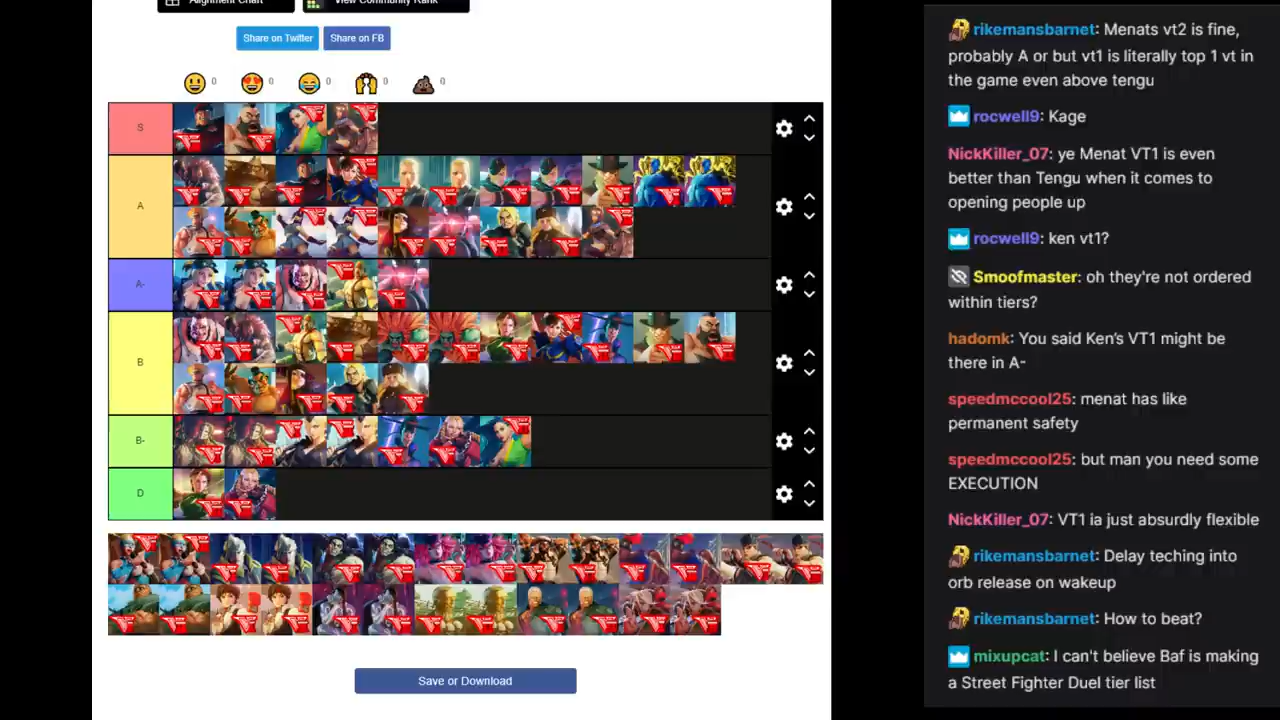 Alignment Chart
View Community Rank
Share on Twitter
Share on FB
0
0
0
0
0
S
A
A-
B
B-
D
Save or Download
rikemansbarnet: Menats vt2 is fine,
probably A or but vt1 is literally top 1 vt in
the game even above tengu
rocwell9: Kage
NickKiller_07: ye Menat VT1 is even
better than Tengu when it comes to
opening people up
rocwell9: ken vt1?
Smoofmaster: oh they're not ordered
within tiers?
hadomk: You said Ken's VT1 might be
there in A-
speedmccool25: menat has like
permanent safety
speedmccool25: but man you need some
EXECUTION
NickKiller_07: VT1 ia just absurdly flexible
rikemansbarnet: Delay teching into
orb release on wakeup
rikemansbarnet: How to beat?
mixupcat: I can't believe Baf is making
a Street Fighter Duel tier list